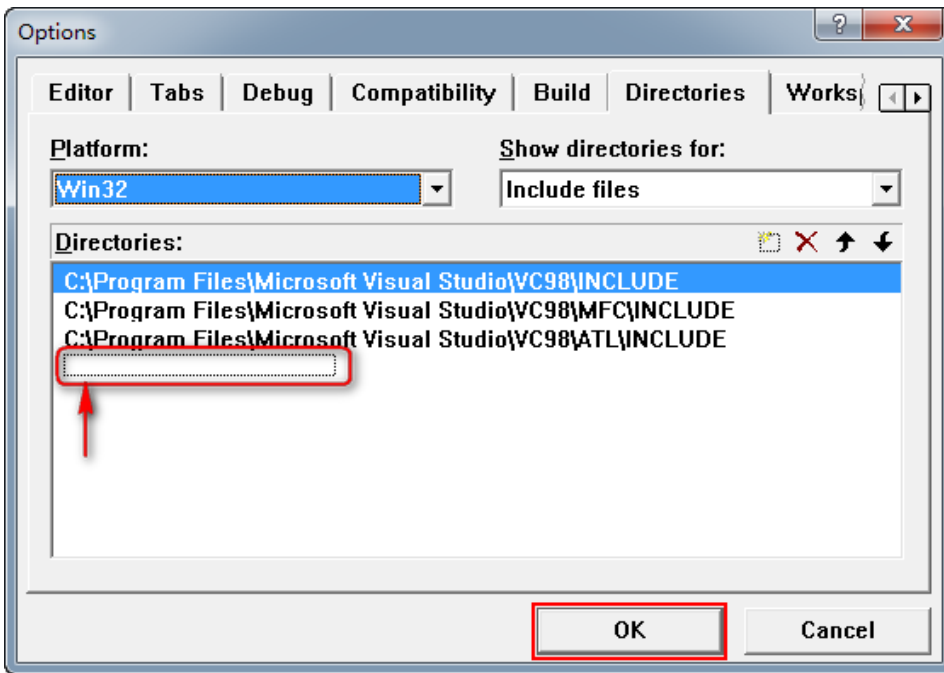 Options
Editor Tabs Debug Compatibility Build Directories Works
Platform: Show directories for:
Win32 Include files
Directories:
C:\Program Files\Microsoft Visual Studio\VC98\INCLUDE
C:\Program Files\Microsoft Visual Studio\VC98\MFC\INCLUDE
C:\Program Files\Microsoft Visual Studio\VC98\ATL\INCLUDE
OK Cancel